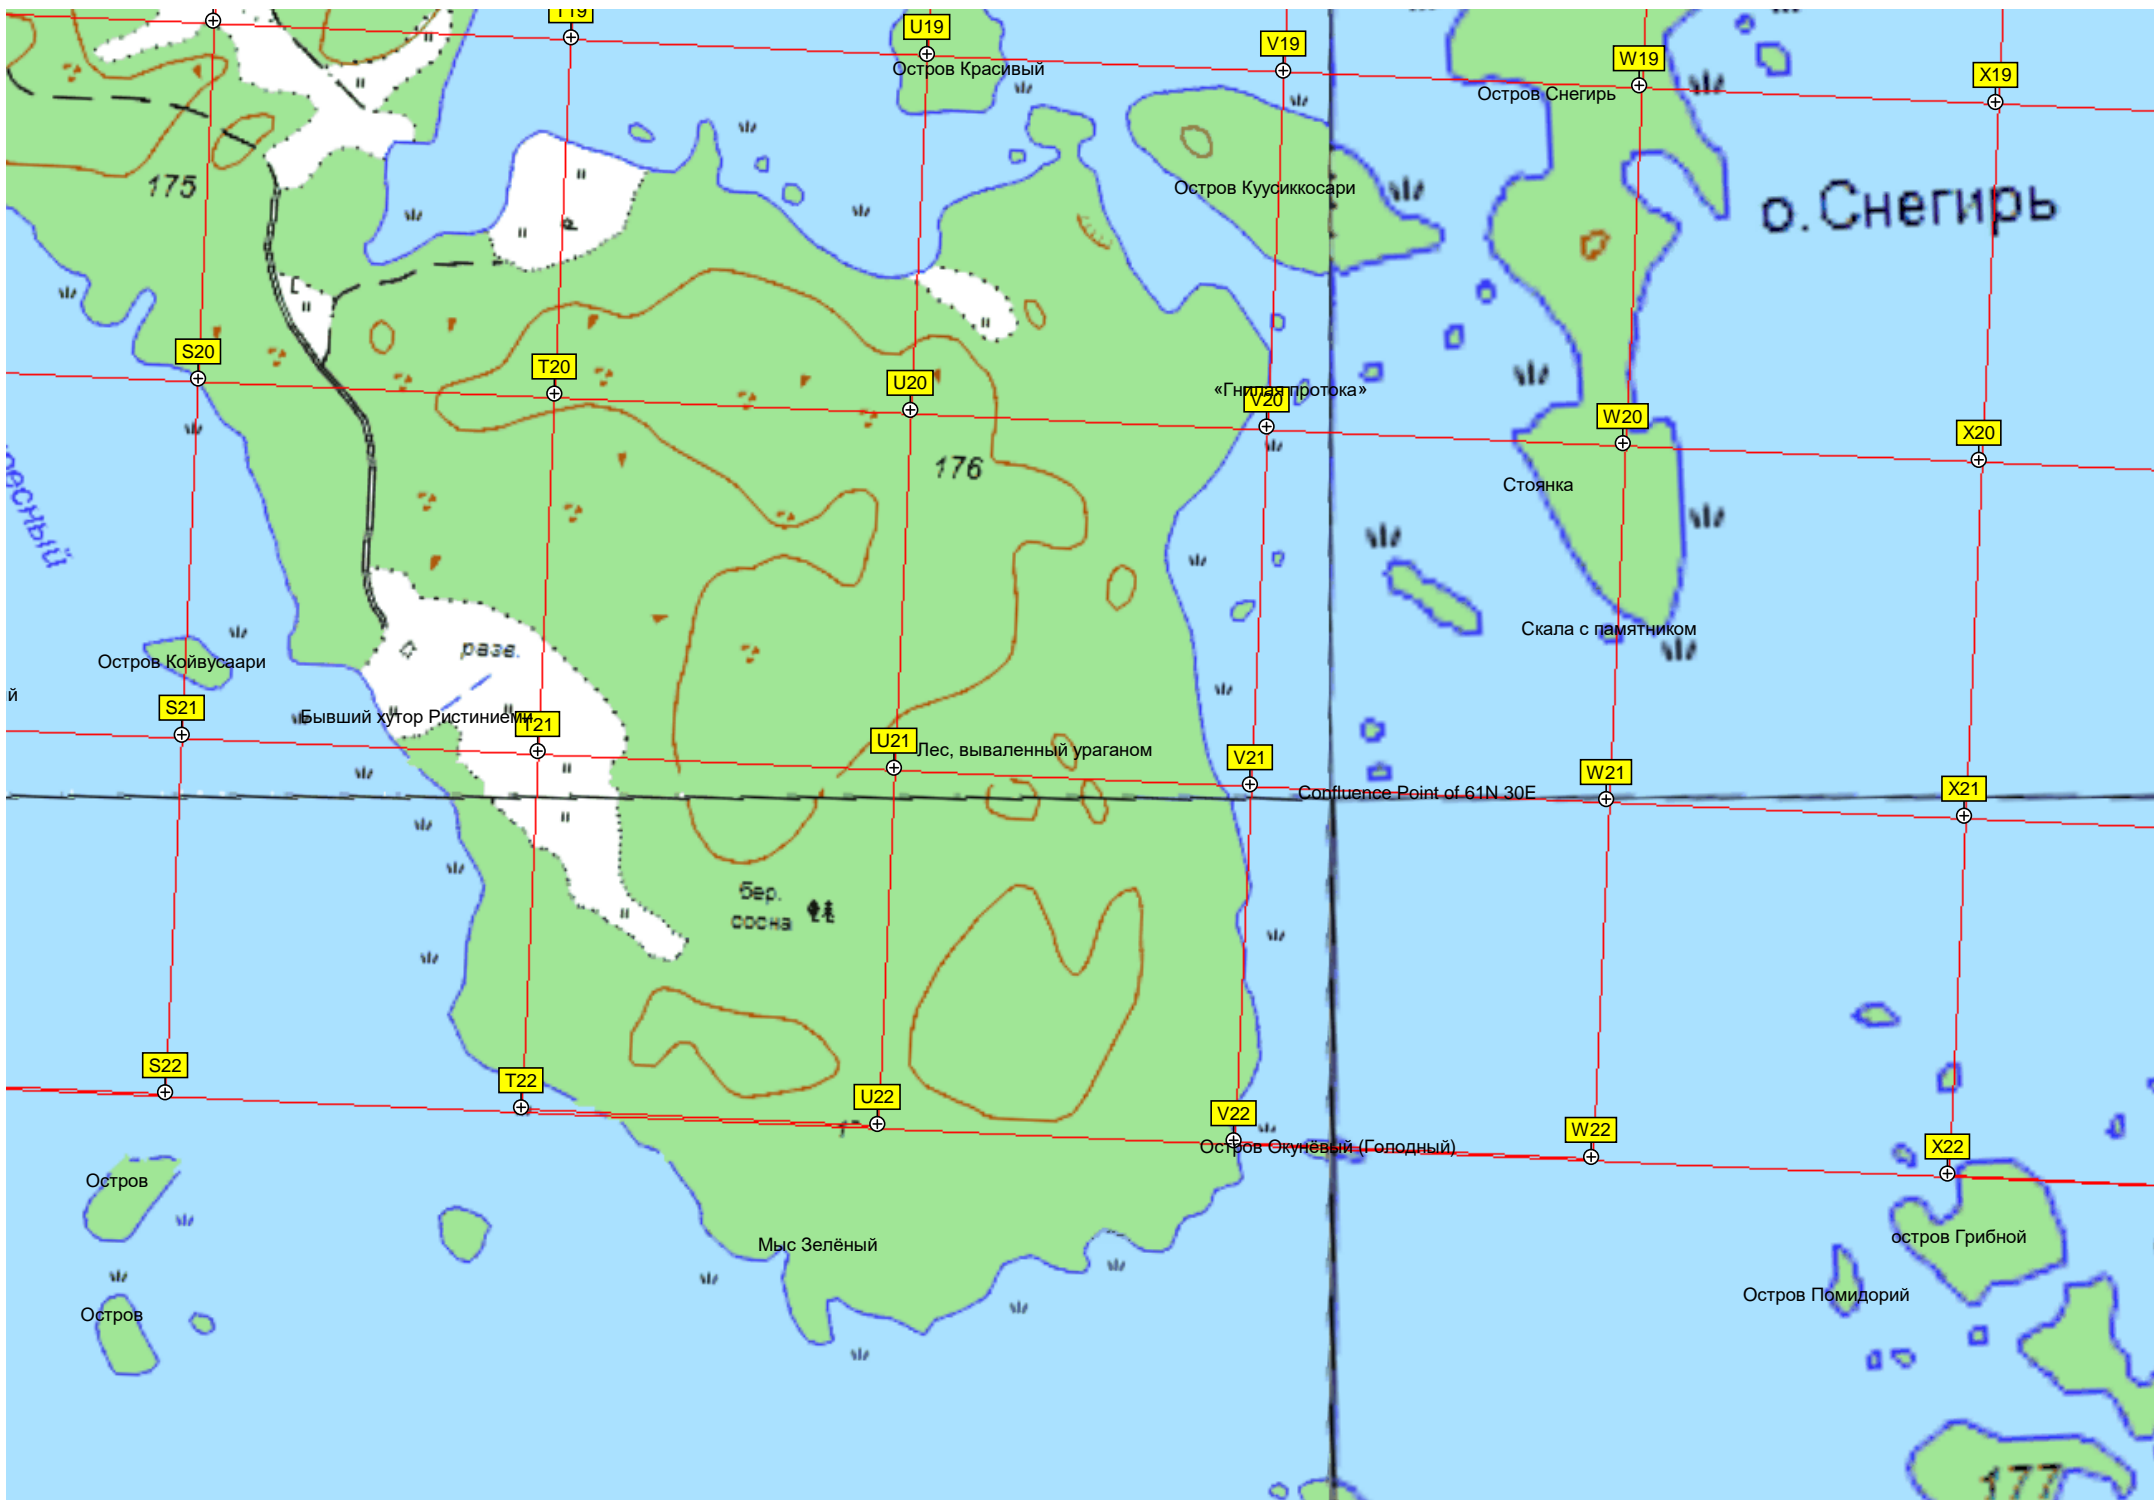 T19
U19
V19
W19
X19
Остров Красивый
Остров Снегирь
175
Остров Куусиккосари
о. Снегирь
S20
T20
U20
«Гнилая протока»
V20
W20
X20
176
Стоянка
разв.
Скала с памятником
Остров Койвусаари
й
S21
Бывший хутор Ристиниеми
T21
U21
Лес, вываленный ураганом
V21
W21
X21
Confluence Point of 61N 30E
бер.
сосна
S22
T22
U22
V22
W22
X22
Остров Окунёвый (Голодный)
Остров
Мыс Зелёный
остров Грибной
Остров Помидорий
Остров
177